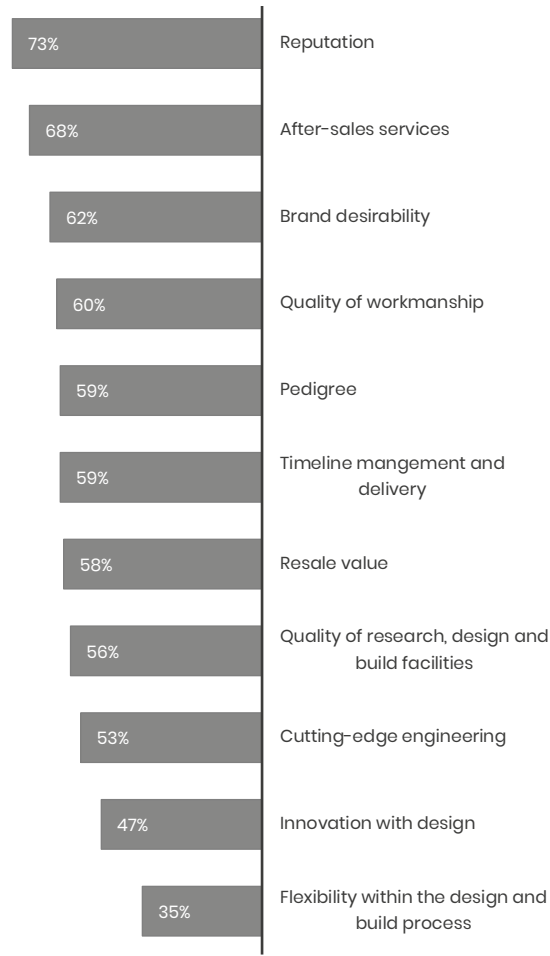 73% Reputation
68% After-sales services
62% Brand desirability
60% Quality of workmanship
59% Pedigree
59% Timeline mangement and
delivery
58% Resale value
56% Quality of research, design and
build facilities
53% Cutting-edge engineering
47% Innovation with design
35% Flexibility within the design and
build process